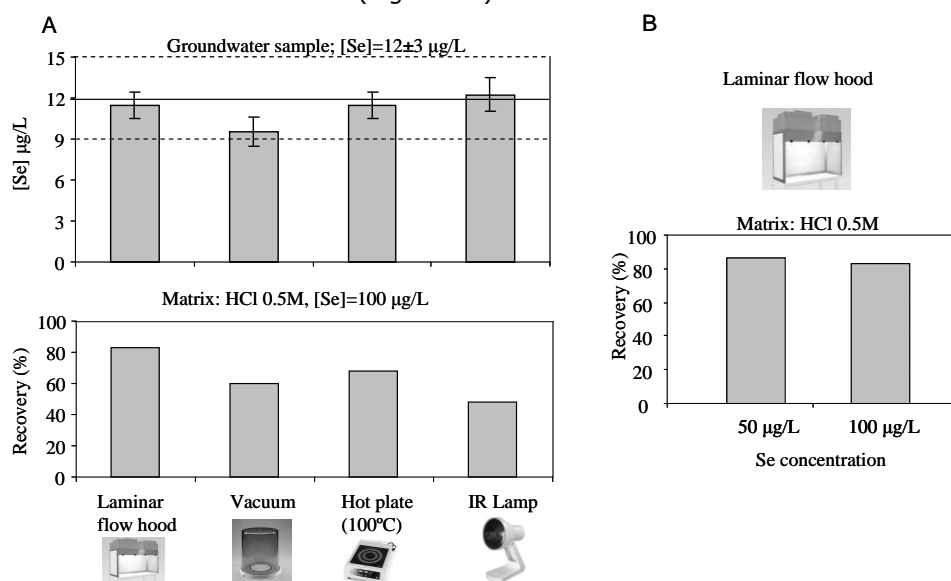 A
Groundwater sample; [Se]=12±3 µg/L
15
12
9
6
3
0
[Se] µg/L
Matrix: HCl 0.5M, [Se]=100 µg/L
100
80
60
40
20
0
Recovery (%)
Laminar
flow hood
Vacuum
Hot plate
(100ºC)
IR Lamp
B
Laminar flow hood
Matrix: HCl 0.5M
100
80
60
40
20
0
Recovery (%)
50 µg/L
100 µg/L
Se concentration